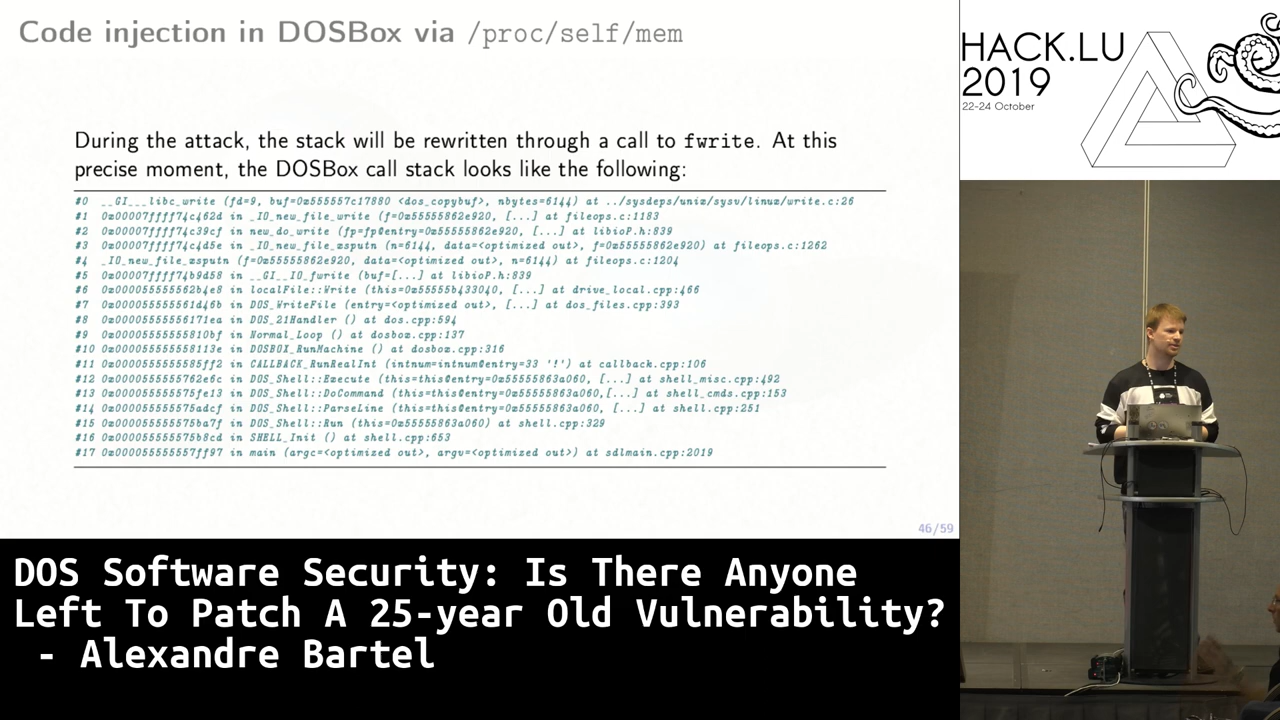 Code injection in DOSBox via /proc/self/mem
During the attack, the stack will be rewritten through a call to fwrite. At this
precise moment, the DOSBox call stack looks like the following:
#0 __GI___libc_write (fd=9, buf=0x555557c17880 <dos_copybuf>, nbytes=6144) at ../sysdeps/unix/sysv/linux/write.c:26
#1 0x00007ffff74c462d in _IO_new_file_write (f=0x55555862e920, [...] at fileops.c:1183
#2 0x00007ffff74c39cf in new_do_write (fp=fp@entry=0x55555862e920, [...] at libioP.h:839
#3 0x00007ffff74c4d5e in _IO_new_file_xsputn (n=6144, data=<optimized out>, f=0x55555862e920) at fileops.c:1262
#4 _IO_new_file_xsputn (f=0x55555862e920, data=<optimized out>, n=6144) at fileops.c:1204
#5 0x00007ffff74b9d58 in __GI__IO_fwrite (buf=[...] at libioP.h:839
#6 0x00005555555562b4e8 in localFile::Write (this=0x55555b433040, [...] at drive_local.cpp:466
#7 0x0000555555561d46b in DOS_WriteFile (entry=<optimized out>, [...] at dos_files.cpp:393
#8 0x00005555556171ea in DOS_21Handler () at dos.cpp:594
#9 0x00005555555810bf in Normal_Loop () at dosbox.cpp:137
#10 0x000055555558113e in DOSBOX_RunMachine () at dosbox.cpp:316
#11 0x00005555555585ff2 in CALLBACK_RunRealInt (intnum=intnum@entry=33 '!') at callback.cpp:106
#12 0x0000555555762e6c in DOS_Shell::Execute (this=this@entry=0x55555863a060, [...] at shell_misc.cpp:492
#13 0x000055555575fe13 in DOS_Shell::DoCommand (this=this@entry=0x55555863a060,[...] at shell_cmds.cpp:153
#14 0x000055555575adcf in DOS_Shell::ParseLine (this=this@entry=0x55555863a060, [...] at shell.cpp:251
#15 0x000055555575ba7f in DOS_Shell::Run (this=0x55555863a060) at shell.cpp:329
#16 0x000055555575b8cd in SHELL_Init () at shell.cpp:653
#17 0x000055555557ff97 in main (argc=<optimized out>, argv=<optimized out>) at sdlmain.cpp:2019
46/59
HACK.LU
2019
22-24 October
DOS Software Security: Is There Anyone
Left To Patch A 25-year Old Vulnerability?
- Alexandre Bartel